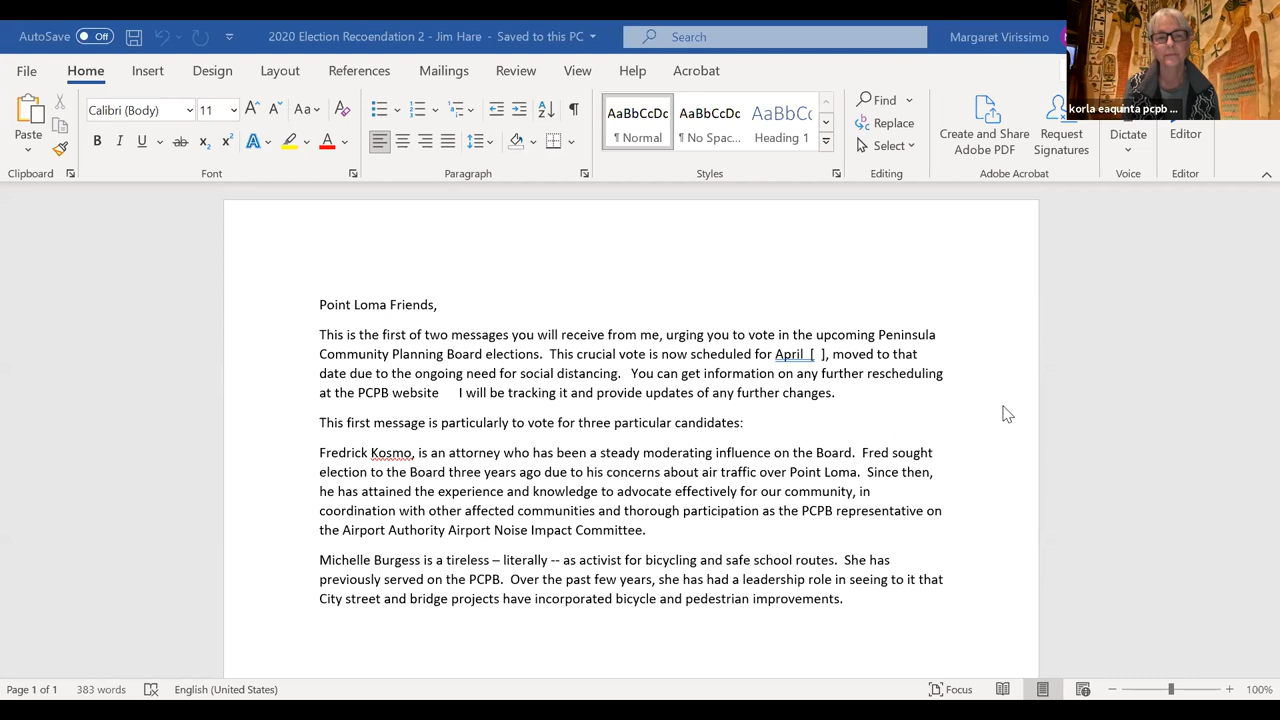 AutoSave Off 2020 Election Recoendation 2 - Jim Hare - Saved to this PC Search Margaret Virissimo
korla eaquinta pcpb ...
File Home Insert Design Layout References Mailings Review View Help Acrobat
Paste Calibri (Body) 11 Aa AaBbCcDc AaBbCcDc AaBbCc Find Create and Share Adobe PDF Request Signatures Dictate Editor
B I U ab x₂ x² A A ¶ Normal ¶ No Spac... Heading 1 Replace
Select
Clipboard Font Paragraph Styles Editing Adobe Acrobat Voice Editor
Point Loma Friends,
This is the first of two messages you will receive from me, urging you to vote in the upcoming Peninsula
Community Planning Board elections.  This crucial vote is now scheduled for April  [  ], moved to that
date due to the ongoing need for social distancing.   You can get information on any further rescheduling
at the PCPB website      I will be tracking it and provide updates of any further changes.
This first message is particularly to vote for three particular candidates:
Fredrick Kosmo, is an attorney who has been a steady moderating influence on the Board.  Fred sought
election to the Board three years ago due to his concerns about air traffic over Point Loma.  Since then,
he has attained the experience and knowledge to advocate effectively for our community, in
coordination with other affected communities and thorough participation as the PCPB representative on
the Airport Authority Airport Noise Impact Committee.
Michelle Burgess is a tireless – literally -- as activist for bicycling and safe school routes.  She has
previously served on the PCPB.  Over the past few years, she has had a leadership role in seeing to it that
City street and bridge projects have incorporated bicycle and pedestrian improvements.
Page 1 of 1 383 words English (United States) Focus 100%